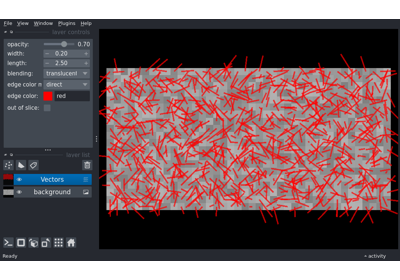 File View Window Plugins Help
layer controls
opacity: 0.70
width: 0.20
length: 2.50
blending: translucent
edge color m direct
edge color: red
out of slice:
layer list
Vectors
background
Ready
activity